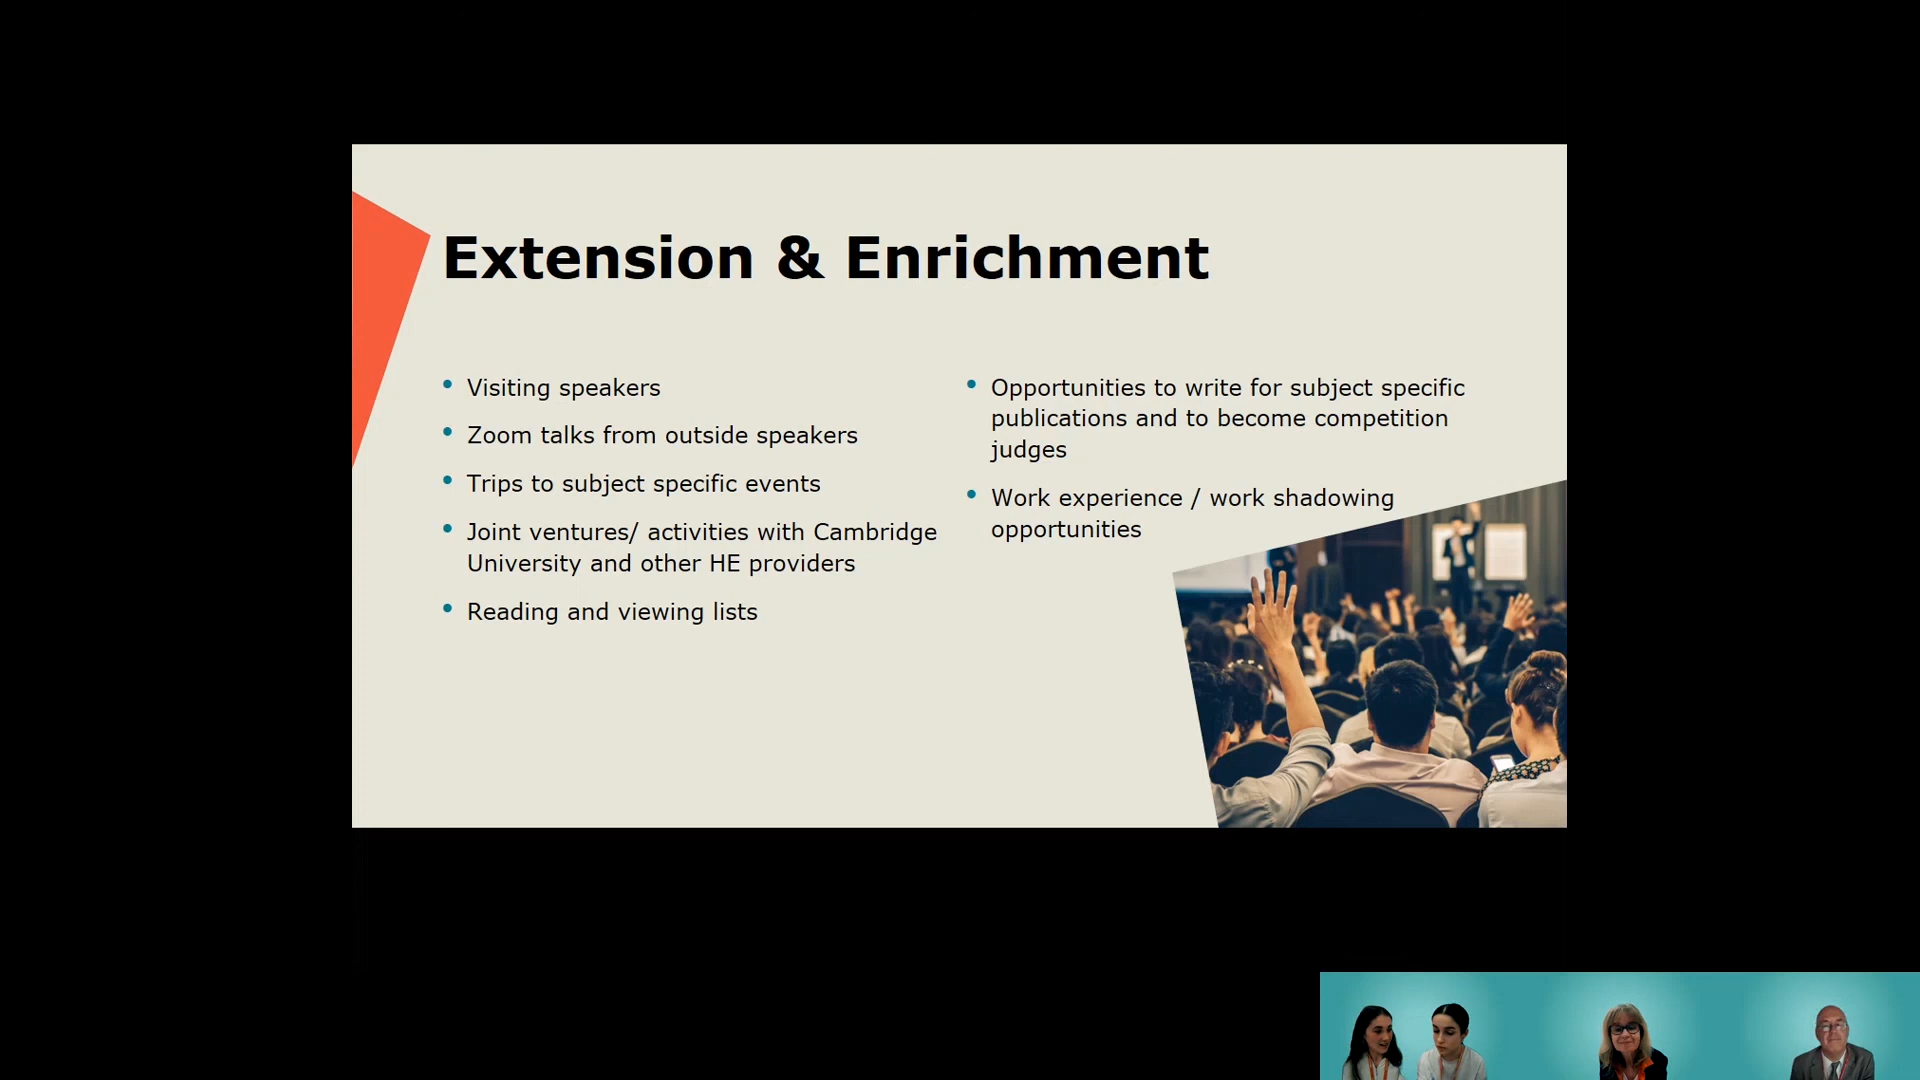 Extension & Enrichment
• Visiting speakers
• Zoom talks from outside speakers
• Trips to subject specific events
• Joint ventures/ activities with Cambridge
University and other HE providers
• Reading and viewing lists
• Opportunities to write for subject specific
publications and to become competition
judges
• Work experience / work shadowing
opportunities